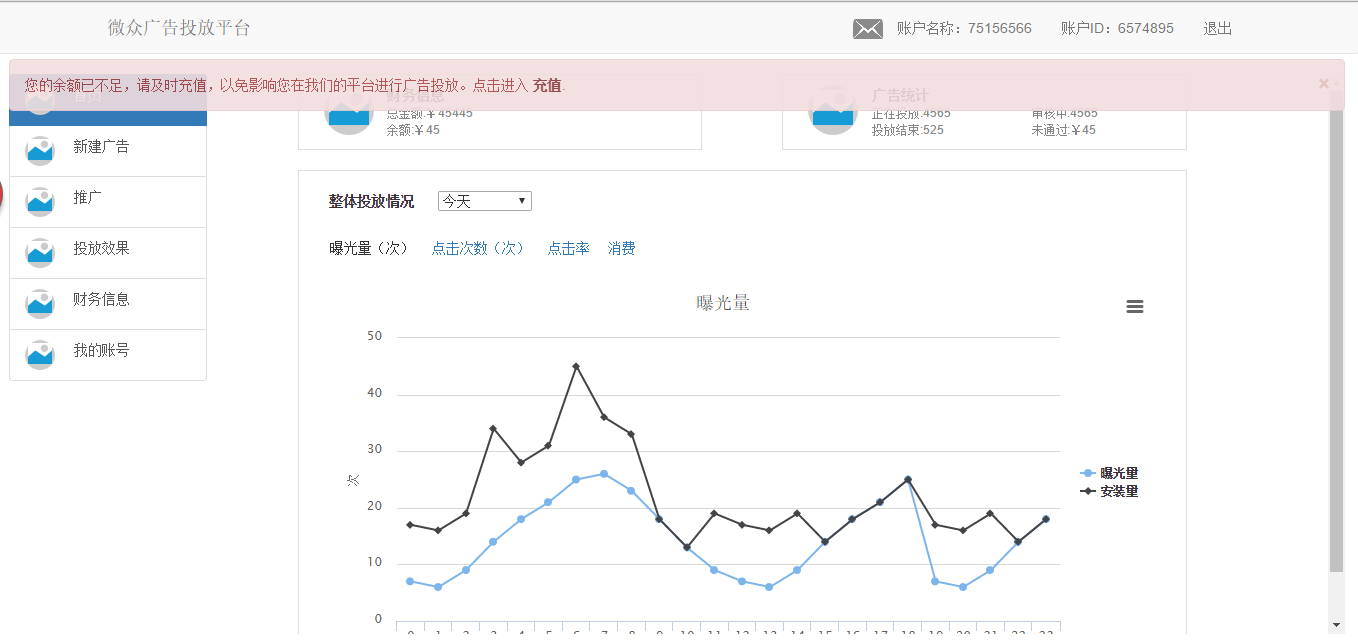 微众广告投放平台
账户名称：75156566 账户ID：6574895 退出
您的余额已不足，请及时充值，以免影响您在我们的平台进行广告投放。点击进入 充值. ×
首页
财务信息
总金额:￥45445
余额:￥45
广告统计
正在投放:4565 审核中:4565
投放结束:525 未通过:￥45
新建广告
推广
投放效果
财务信息
我的账号
整体投放情况 今天
曝光量（次） 点击次数（次） 点击率 消费
曝光量
50
40
30
20
10
0
次
曝光量
安装量
0 1 2 3 4 5 6 7 8 9 10 11 12 13 14 15 16 17 18 19 20 21 22 23